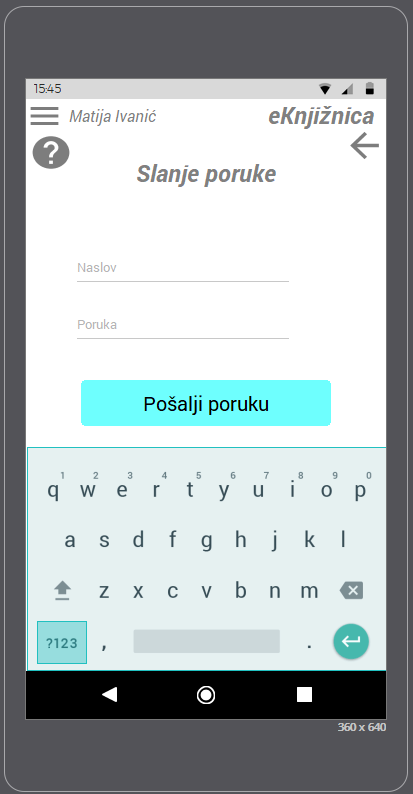 15:45
Matija Ivanić eKnjižnica
?
Slanje poruke
Naslov
Poruka
Pošalji poruku
1 2 3 4 5 6 7 8 9 0
q w e r t y u i o p
a s d f g h j k l
z x c v b n m
?123 , .
360 x 640